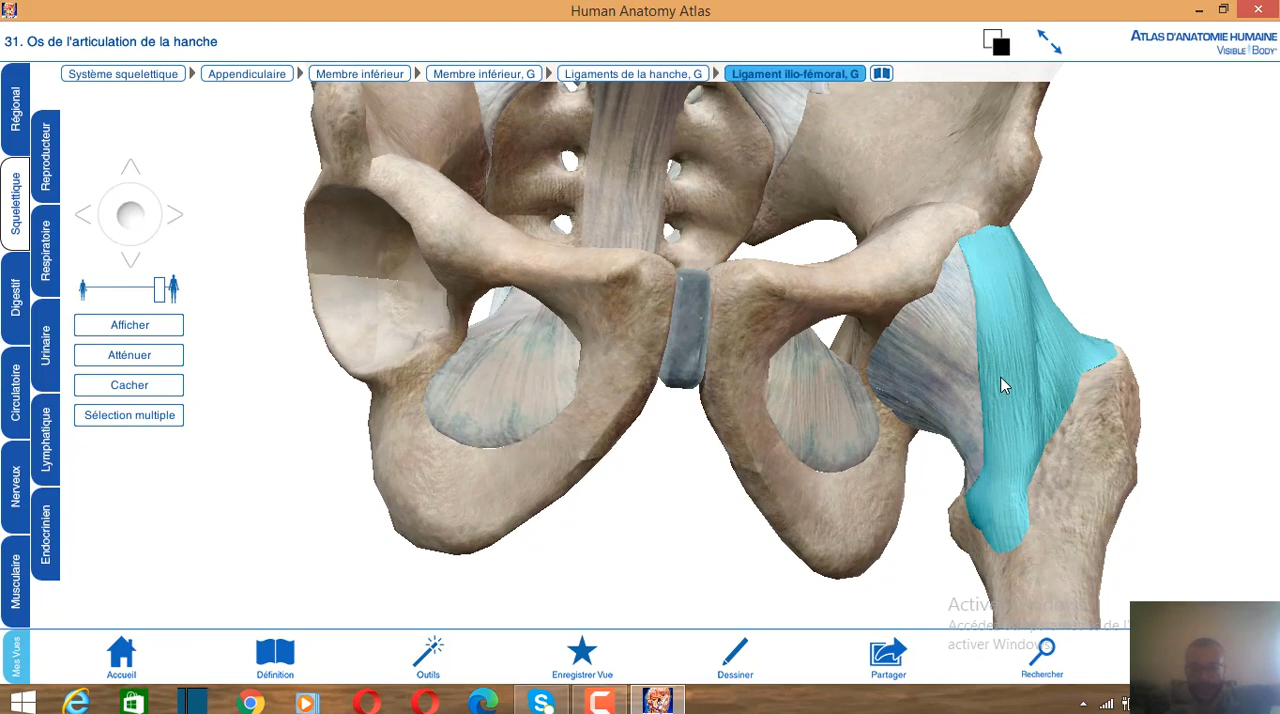 Human Anatomy Atlas
31. Os de l'articulation de la hanche
ATLAS D'ANATOMIE HUMAINE
VISIBLE BODY®
Système squelettique
Appendiculaire
Membre inférieur
Membre inférieur, G
Ligaments de la hanche, G
Ligament ilio-fémoral, G
Régional
Squelettique
Digestif
Circulatoire
Nerveux
Musculaire
Mes Vues
Reproducteur
Respiratoire
Urinaire
Lymphatique
Endocrinien
Afficher
Atténuer
Cacher
Sélection multiple
activer Windows.
Accueil
Définition
Outils
Enregistrer Vue
Dessiner
Partager
Rechercher